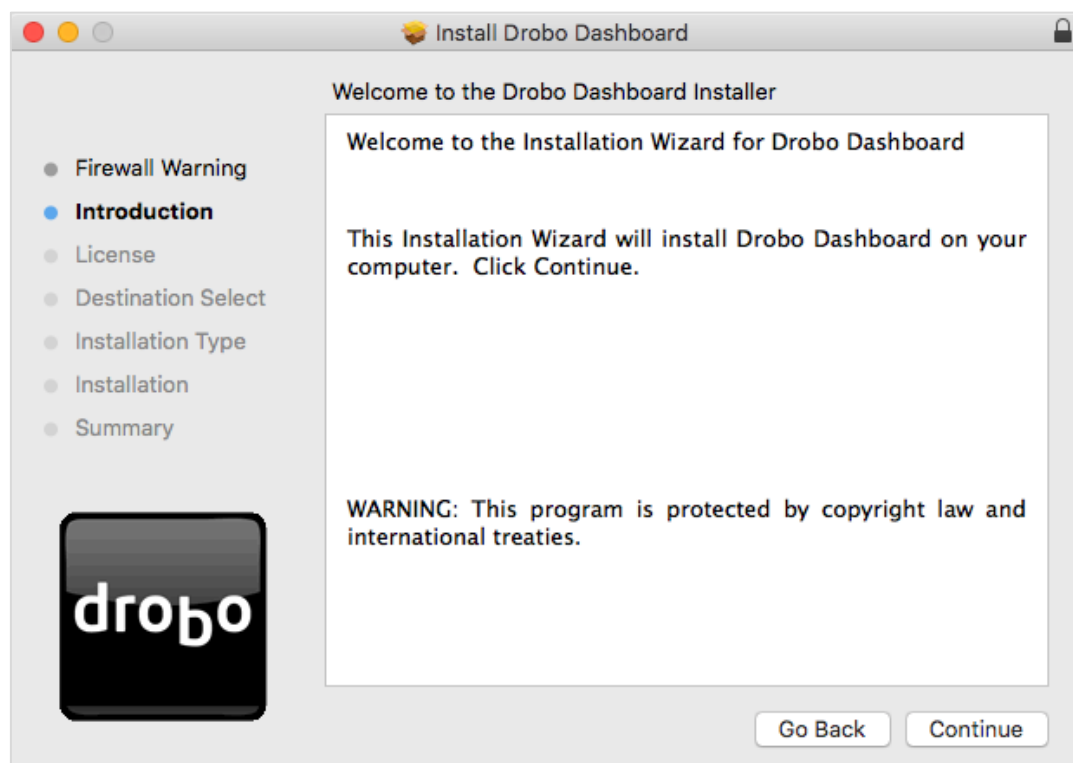 Install Drobo Dashboard
Welcome to the Drobo Dashboard Installer
Firewall Warning
Introduction
License
Destination Select
Installation Type
Installation
Summary
Welcome to the Installation Wizard for Drobo Dashboard
This Installation Wizard will install Drobo Dashboard on your
computer.  Click Continue.
WARNING: This program is protected by copyright law and
international treaties.
drobo
Go Back
Continue